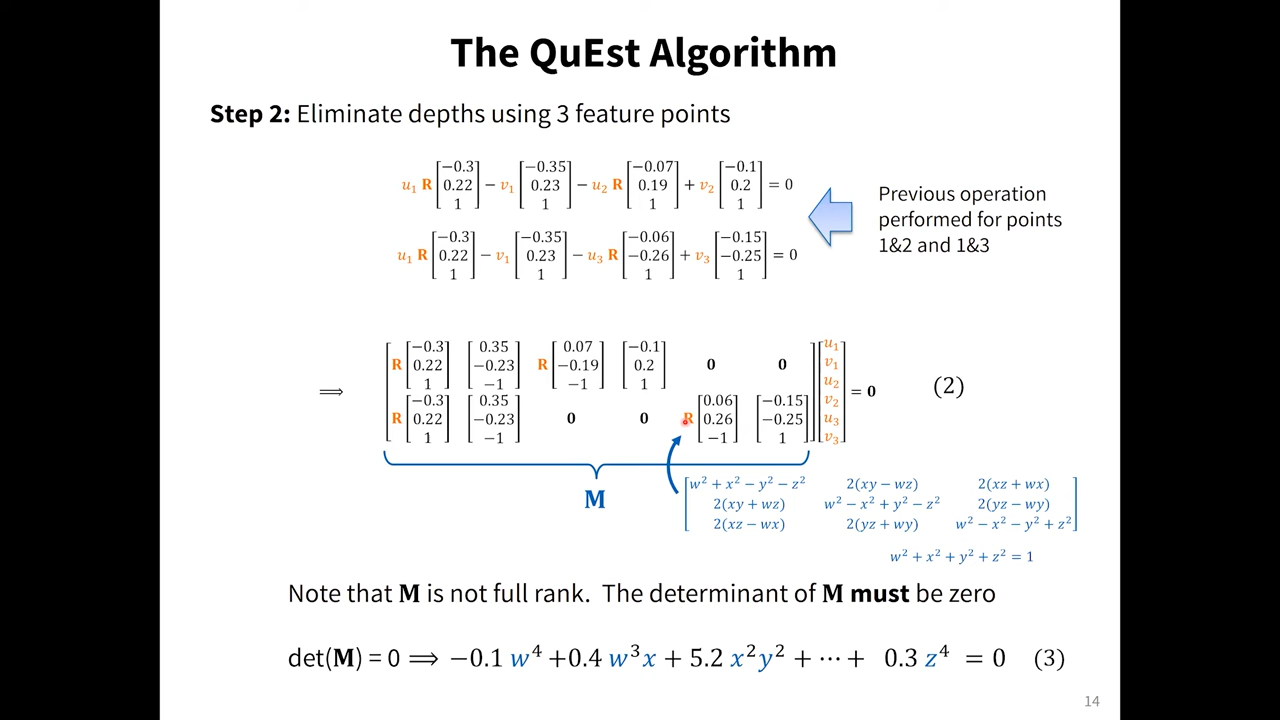 The QuEst Algorithm
Step 2: Eliminate depths using 3 feature points
u₁ R [−0.3 0.22 1] − v₁ [−0.35 0.23 1] − u₂ R [−0.07 0.19 1] + v₂ [−0.1 0.2 1] = 0
u₁ R [−0.3 0.22 1] − v₁ [−0.35 0.23 1] − u₃ R [−0.06 −0.26 1] + v₃ [−0.15 −0.25 1] = 0
Previous operation
performed for points
1&2 and 1&3
⟹ [R [−0.3 0.22 1] [0.35 −0.23 −1] R [0.07 −0.19 −1] [−0.1 0.2 1] 0 0
R [−0.3 0.22 1] [0.35 −0.23 −1] 0 0 R [0.06 0.26 −1] [−0.15 −0.25 1]] [u₁ v₁ u₂ v₂ u₃ v₃] = 0 (2)
M
[w² + x² − y² − z² 2(xy − wz) 2(xz + wx)
2(xy + wz) w² − x² + y² − z² 2(yz − wy)
2(xz − wx) 2(yz + wy) w² − x² − y² + z²]
w² + x² + y² + z² = 1
Note that M is not full rank. The determinant of M must be zero
det(M) = 0 ⟹ −0.1 w⁴ +0.4 w³x + 5.2 x²y² + ⋯ + 0.3 z⁴ = 0 (3)
14